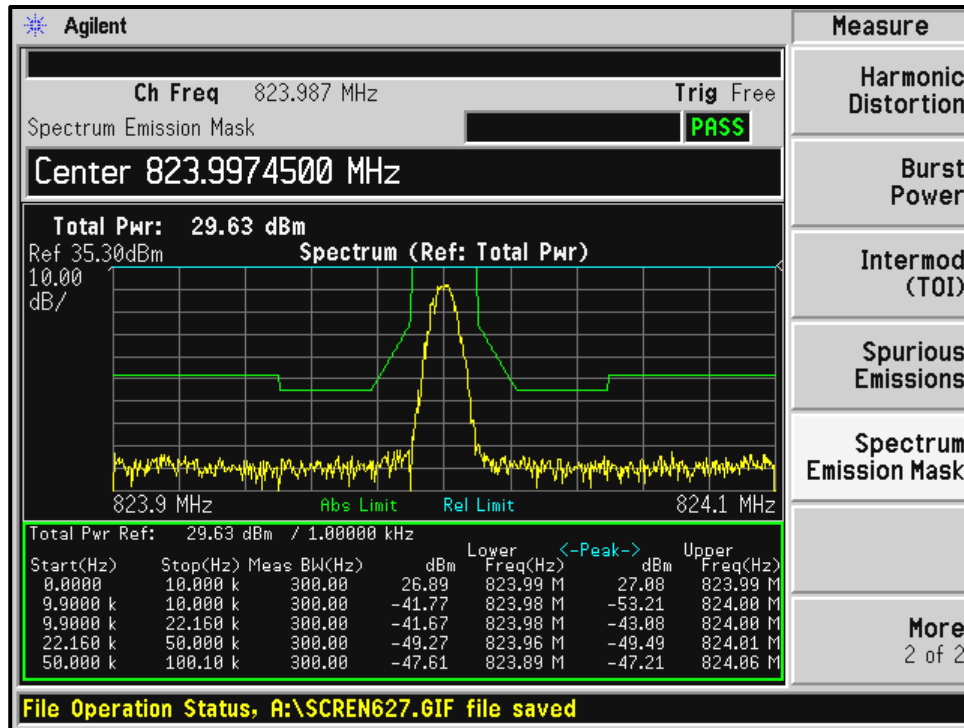 Agilent
Measure
Ch Freq 823.987 MHz Trig Free
Spectrum Emission Mask PASS
Center 823.9974500 MHz
Total Pwr: 29.63 dBm
Ref 35.30dBm Spectrum (Ref: Total Pwr)
10.00
dB/
823.9 MHz Abs Limit Rel Limit 824.1 MHz
Total Pwr Ref: 29.63 dBm / 1.00000 kHz
Lower <-Peak-> Upper
Start(Hz) Stop(Hz) Meas BW(Hz) dBm Freq(Hz) dBm Freq(Hz)
0.0000 10.000 k 300.00 26.89 823.99 M 27.08 823.99 M
9.9000 k 10.000 k 300.00 -41.77 823.98 M -53.21 824.00 M
9.9000 k 22.160 k 300.00 -41.67 823.98 M -43.08 824.00 M
22.160 k 50.000 k 300.00 -49.27 823.96 M -49.49 824.01 M
50.000 k 100.10 k 300.00 -47.61 823.89 M -47.21 824.06 M
File Operation Status, A:\SCREN627.GIF file saved
Harmonic
Distortion
Burst
Power
Intermod
(TOI)
Spurious
Emissions
Spectrum
Emission Mask
More
2 of 2